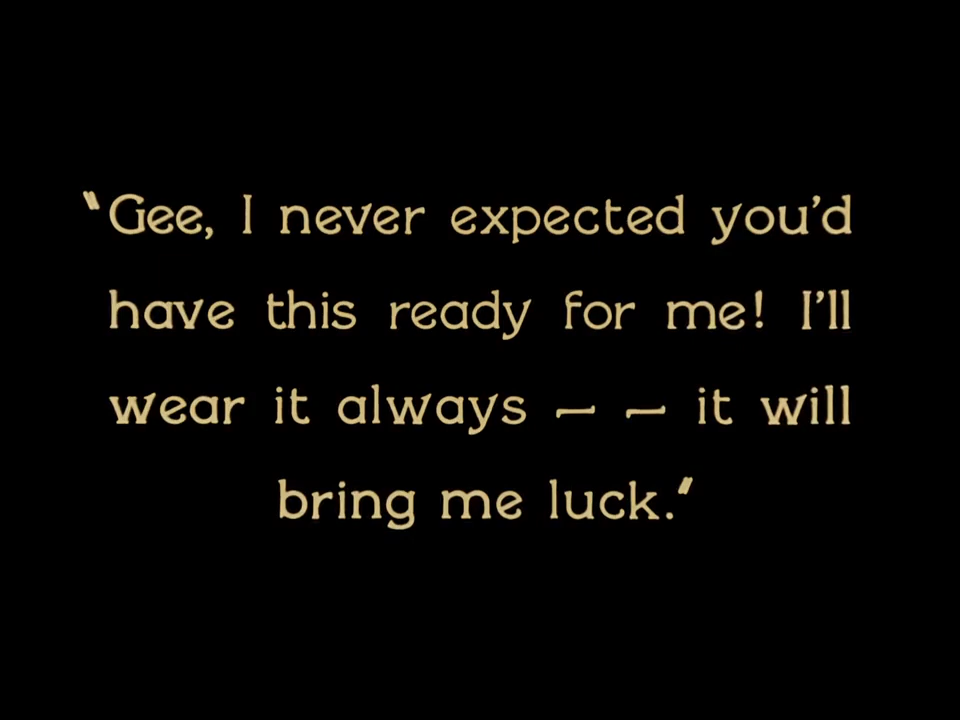 "Gee, I never expected you'd
have this ready for me! I'll
wear it always — — it will
bring me luck."